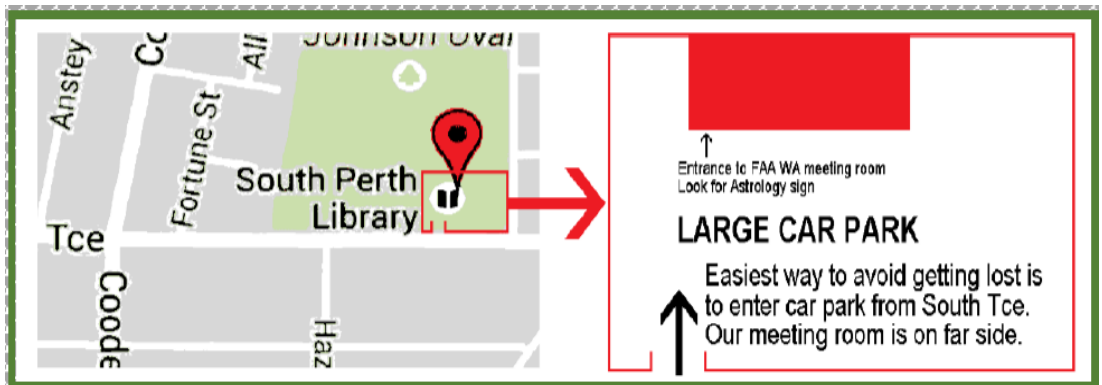 Johnson Oval
Anstey
Co
All
Fortune St
South Perth
Library
Tce
Coode
Haz
Entrance to FAA WA meeting room
Look for Astrology sign
LARGE CAR PARK
Easiest way to avoid getting lost is
to enter car park from South Tce.
Our meeting room is on far side.